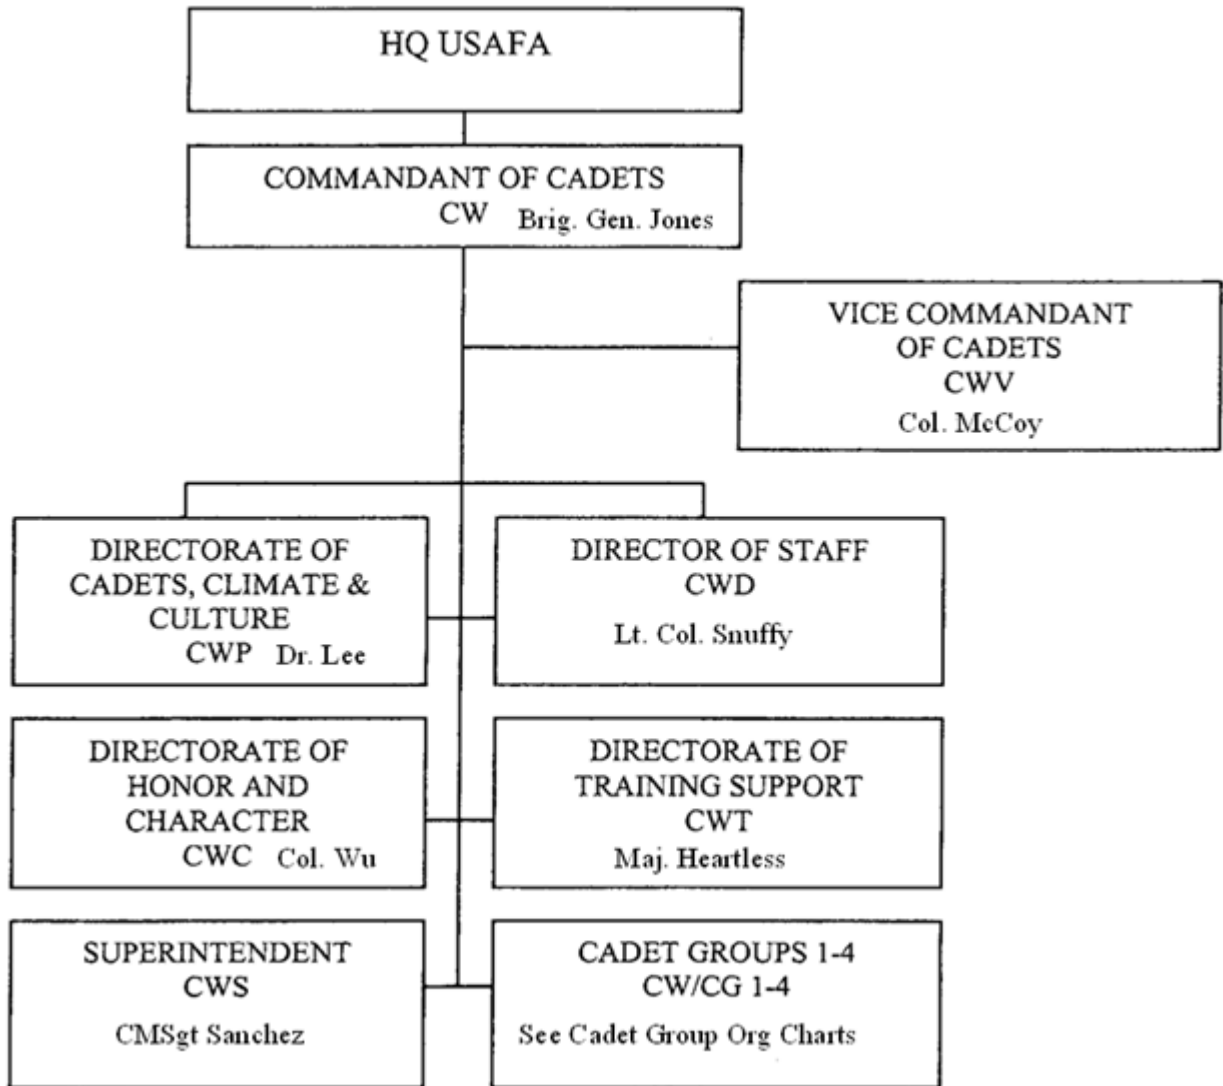 HQ USAFA
COMMANDANT OF CADETS
CW Brig. Gen. Jones
VICE COMMANDANT
OF CADETS
CWV
Col. McCoy
DIRECTORATE OF
CADETS, CLIMATE &
CULTURE
CWP Dr. Lee
DIRECTOR OF STAFF
CWD
Lt. Col. Snuffy
DIRECTORATE OF
HONOR AND
CHARACTER
CWC Col. Wu
DIRECTORATE OF
TRAINING SUPPORT
CWT
Maj. Heartless
SUPERINTENDENT
CWS
CMSgt Sanchez
CADET GROUPS 1-4
CW/CG 1-4
See Cadet Group Org Charts